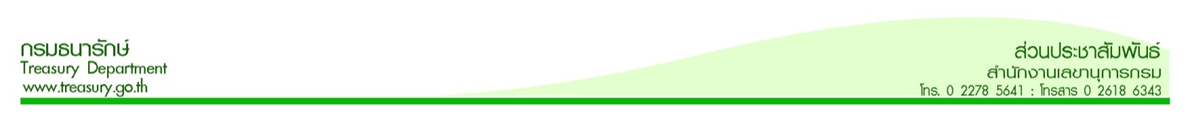 กรมธนารักษ์
Treasury Department
www.treasury.go.th
ส่วนประชาสัมพันธ์
สำนักงานเลขานุการกรม
โทร. 0 2278 5641 : โทรสาร 0 2618 6343